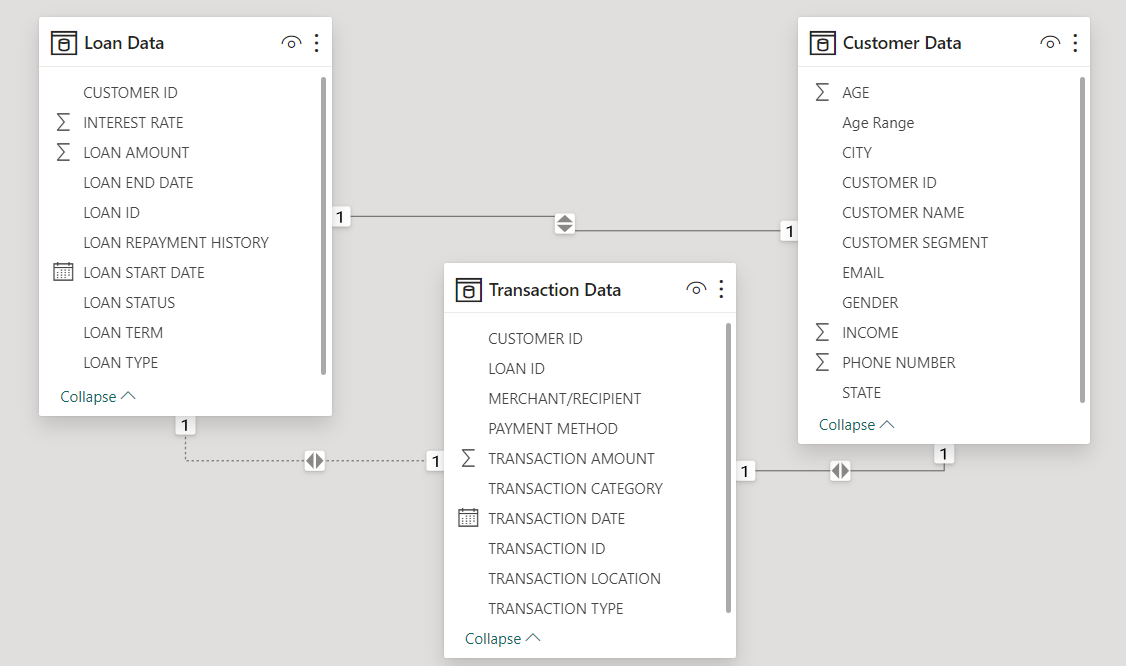 Loan Data
CUSTOMER ID
INTEREST RATE
LOAN AMOUNT
LOAN END DATE
LOAN ID
LOAN REPAYMENT HISTORY
LOAN START DATE
LOAN STATUS
LOAN TERM
LOAN TYPE
Collapse
1
1
Customer Data
AGE
Age Range
CITY
CUSTOMER ID
CUSTOMER NAME
CUSTOMER SEGMENT
EMAIL
GENDER
INCOME
PHONE NUMBER
STATE
Collapse
1
1
Transaction Data
CUSTOMER ID
LOAN ID
MERCHANT/RECIPIENT
PAYMENT METHOD
TRANSACTION AMOUNT
TRANSACTION CATEGORY
TRANSACTION DATE
TRANSACTION ID
TRANSACTION LOCATION
TRANSACTION TYPE
Collapse
1
1